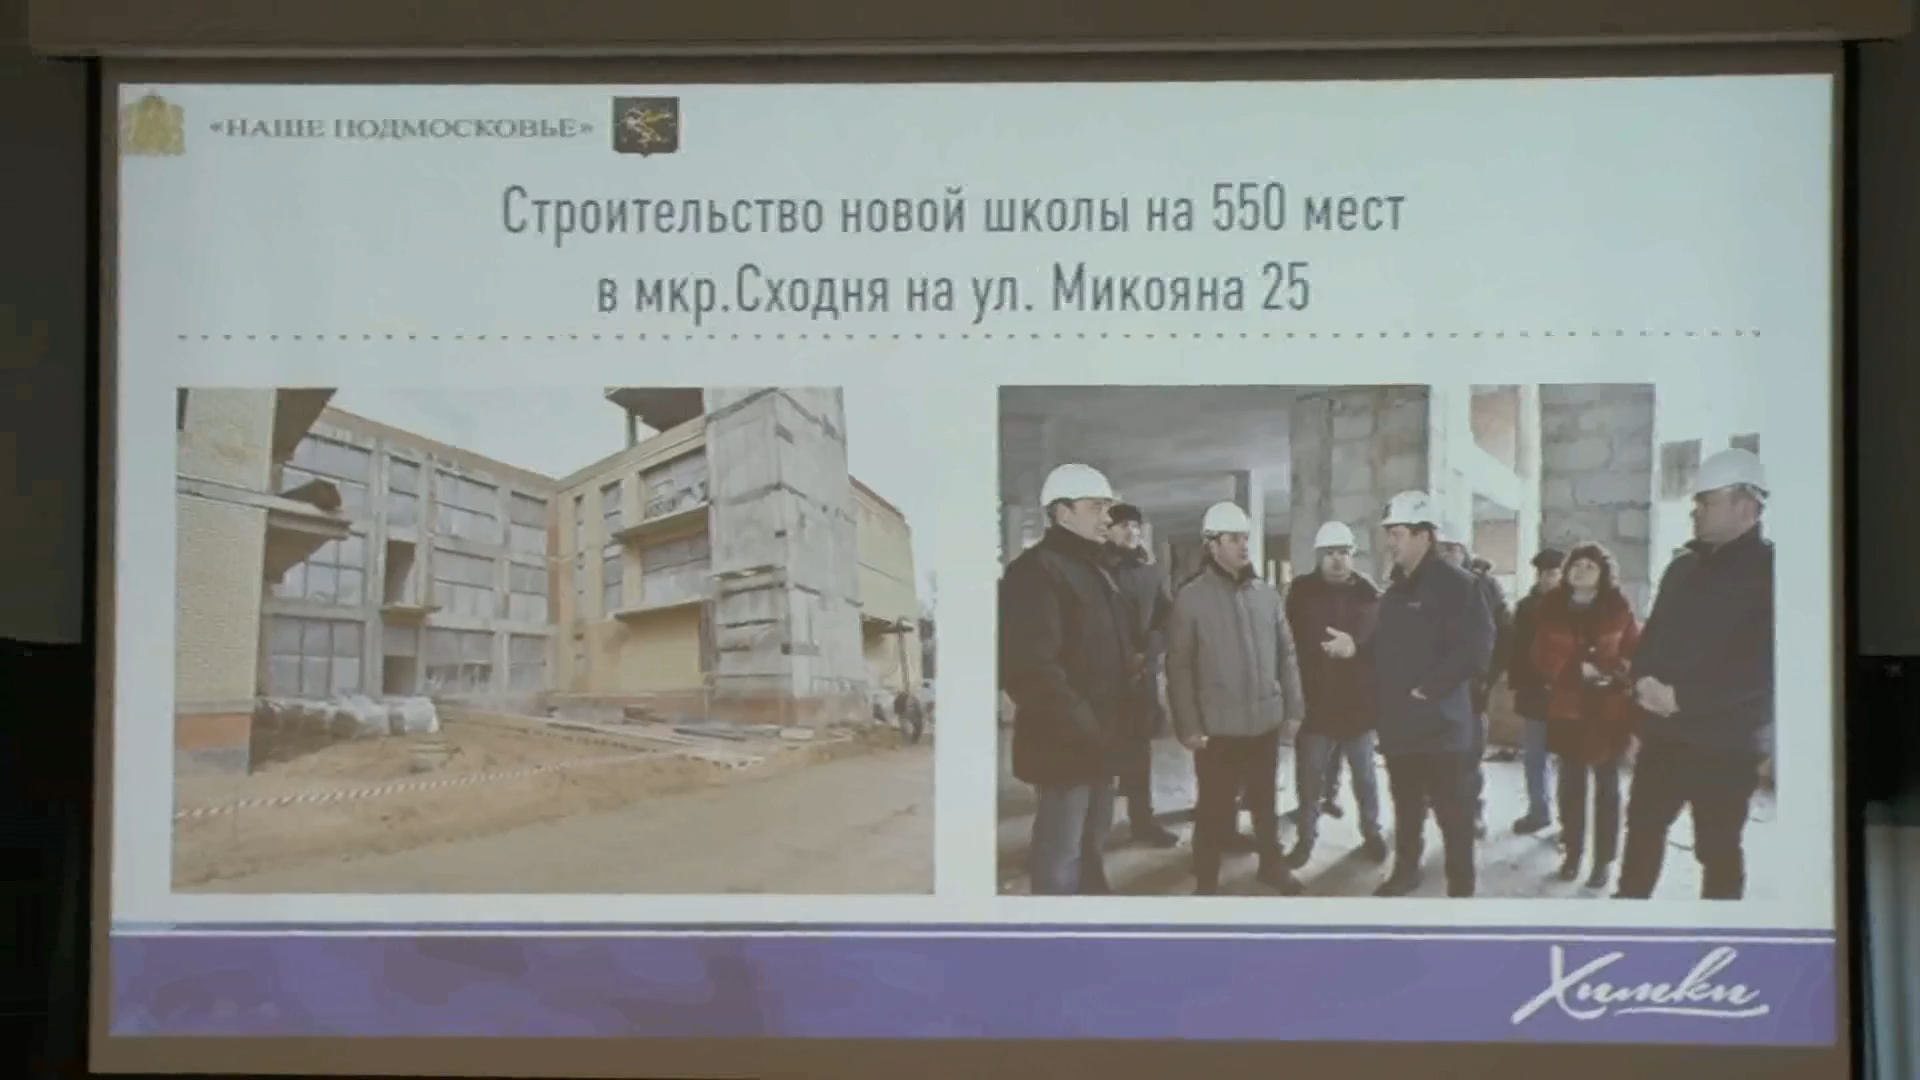 «НАШЕ ПОДМОСКОВЬЕ»
Строительство новой школы на 550 мест
в мкр.Сходня на ул. Микояна 25
Химки